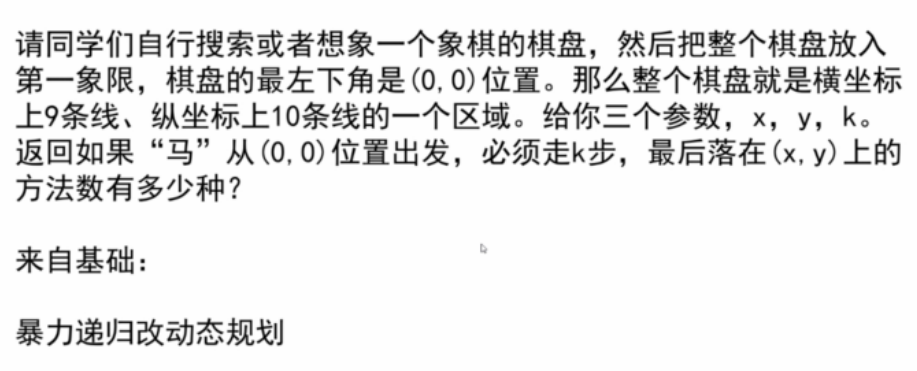 请同学们自行搜索或者想象一个象棋的棋盘，然后把整个棋盘放入
第一象限，棋盘的最左下角是(0,0)位置。那么整个棋盘就是横坐标
上9条线、纵坐标上10条线的一个区域。给你三个参数，x，y，k。
返回如果“马”从(0,0)位置出发，必须走k步，最后落在(x,y)上的
方法数有多少种？
来自基础：
暴力递归改动态规划